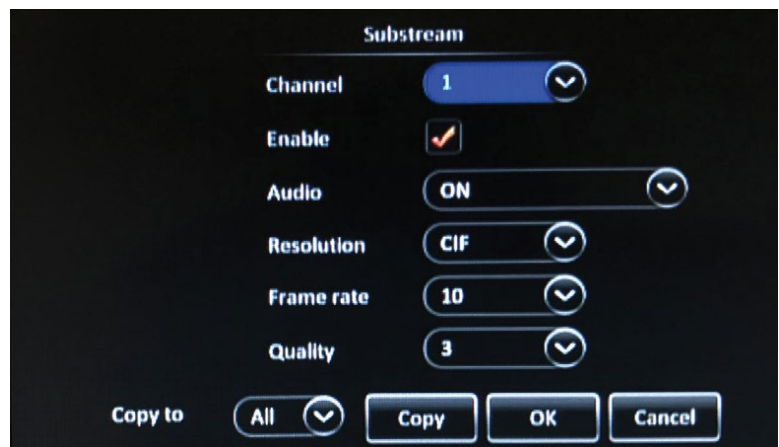 Substream
Channel 1
Enable
Audio ON
Resolution CIF
Frame rate 10
Quality 3
Copy to All Copy OK Cancel